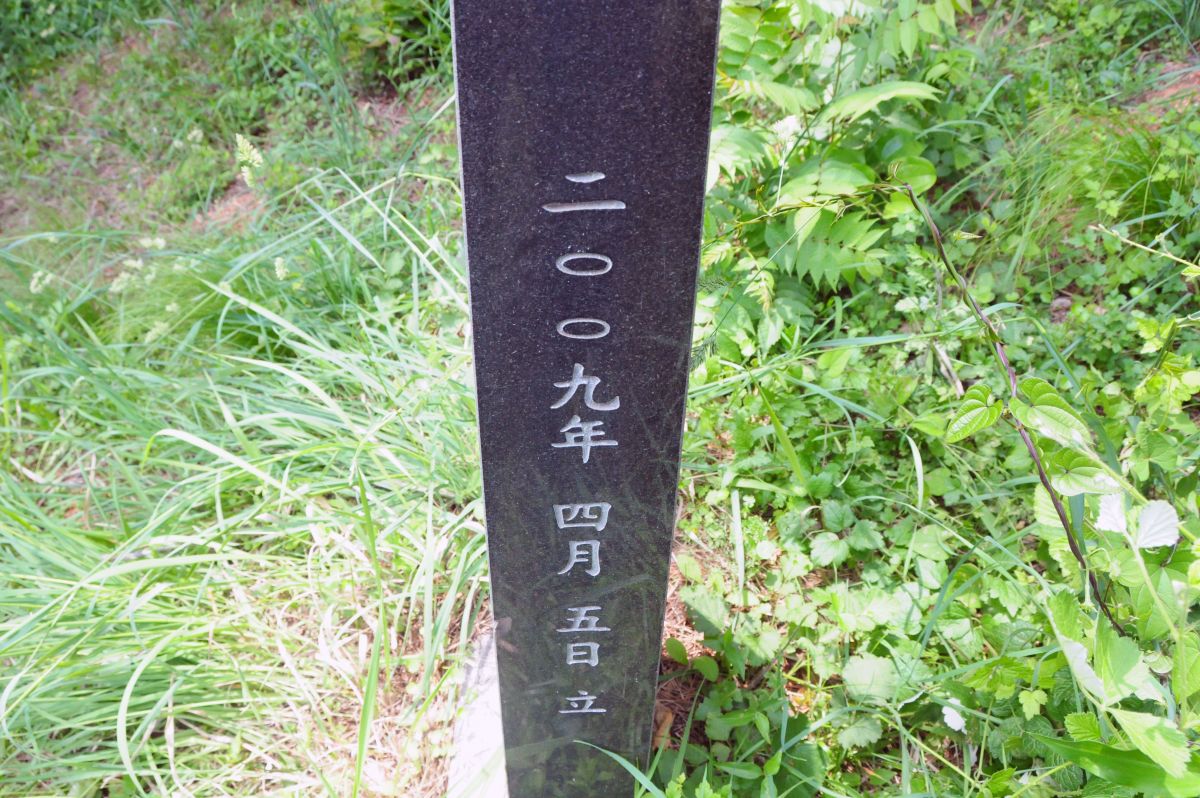 二〇〇九年 四月 五日 立